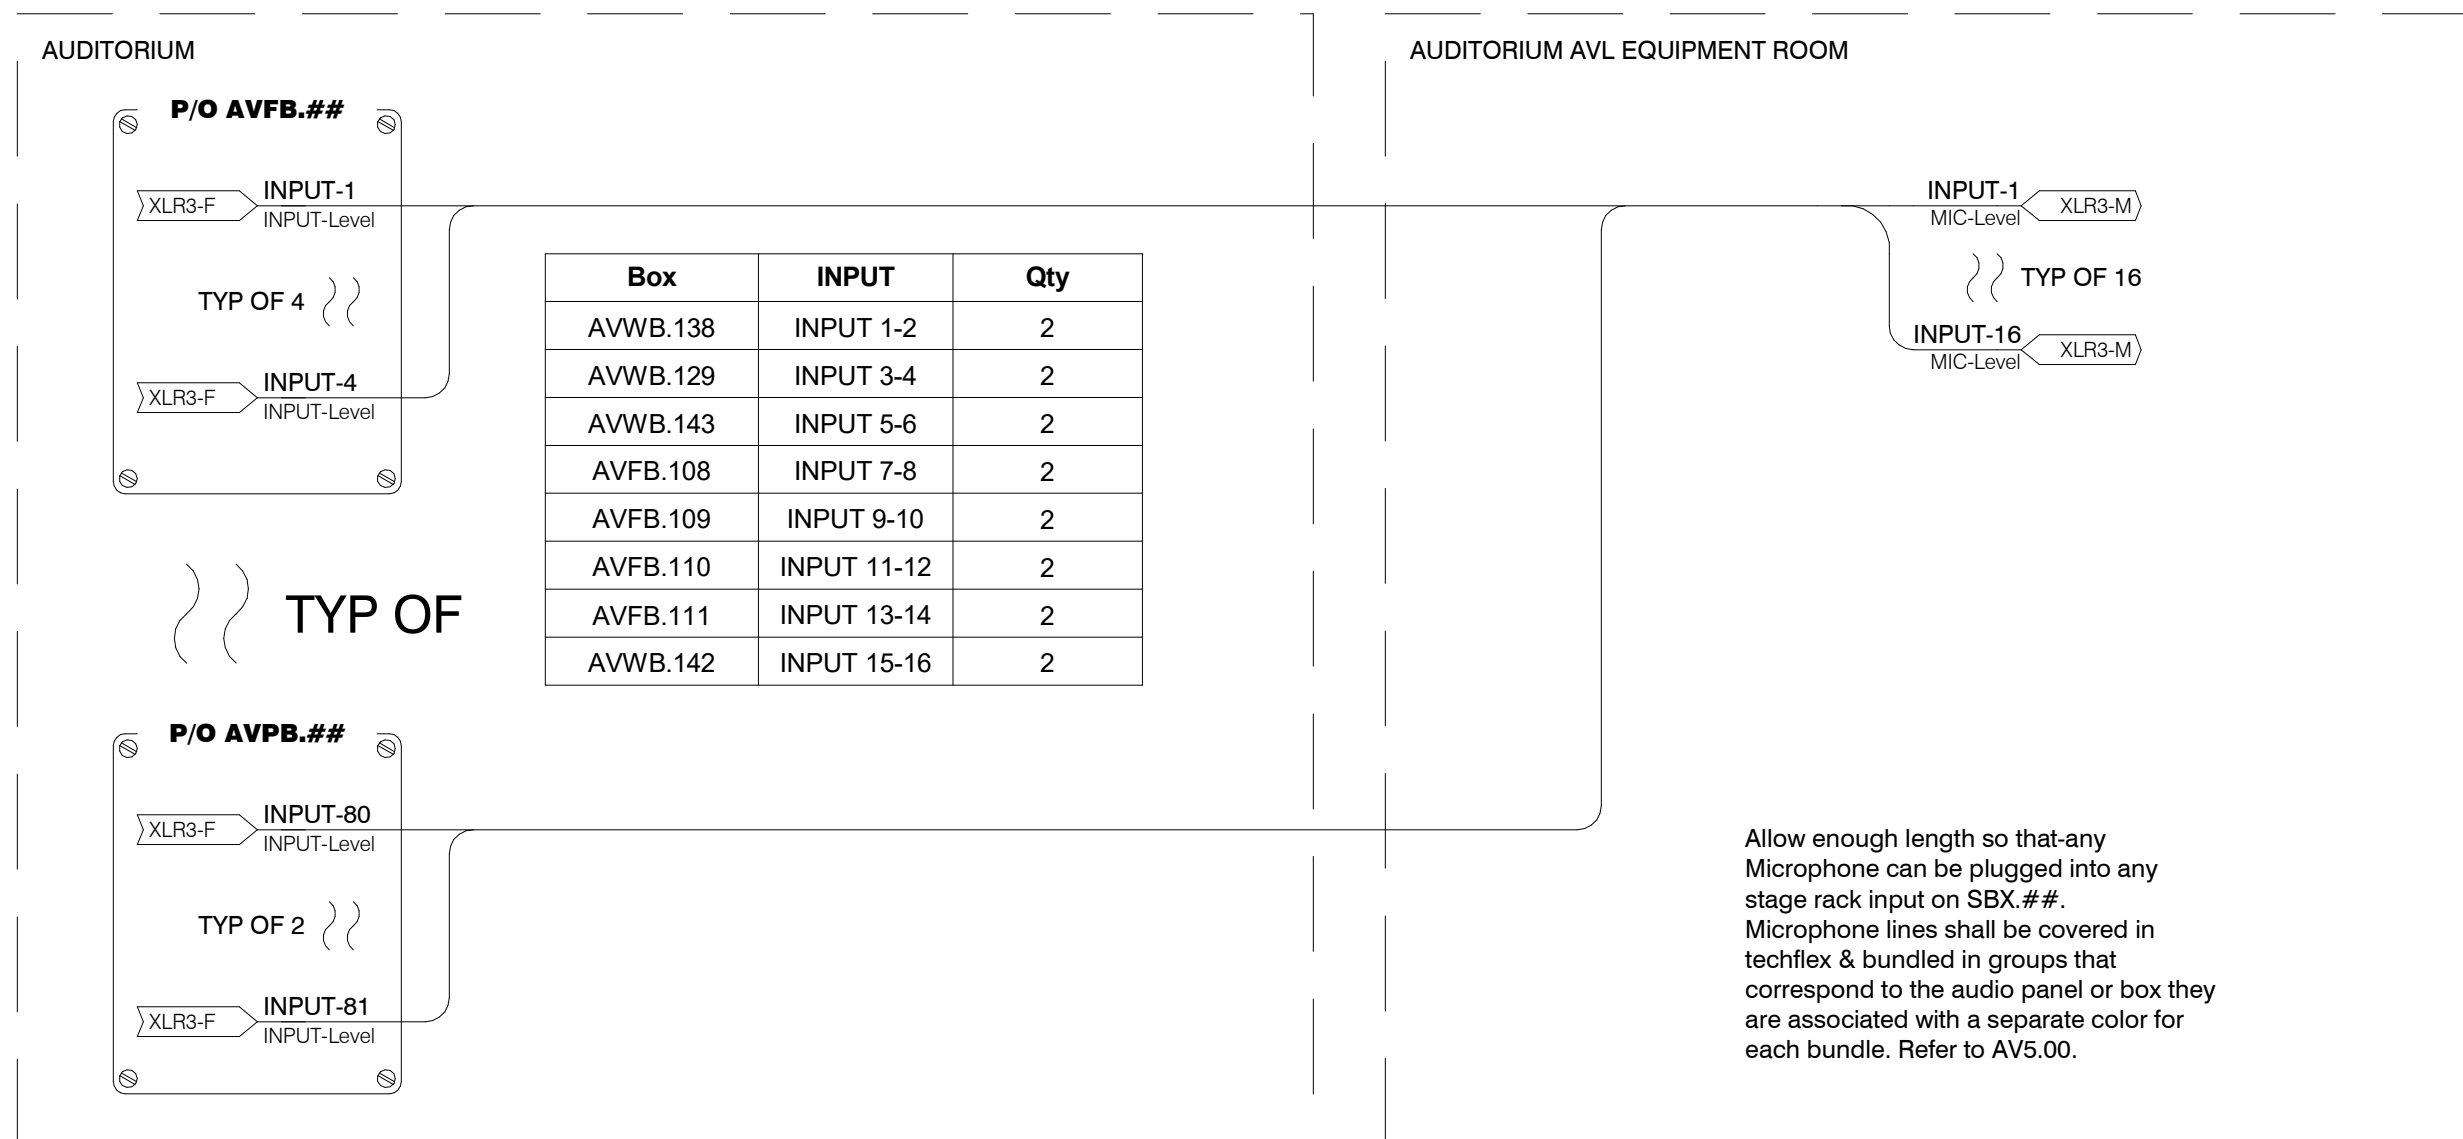 AUDITORIUM
P/O AVFB.##
XLR3-F
INPUT-1
INPUT-Level
TYP OF 4
XLR3-F
INPUT-4
INPUT-Level
TYP OF
P/O AVPB.##
XLR3-F
INPUT-80
INPUT-Level
TYP OF 2
XLR3-F
INPUT-81
INPUT-Level
Box INPUT Qty
AVWB.138 INPUT 1-2 2
AVWB.129 INPUT 3-4 2
AVWB.143 INPUT 5-6 2
AVFB.108 INPUT 7-8 2
AVFB.109 INPUT 9-10 2
AVFB.110 INPUT 11-12 2
AVFB.111 INPUT 13-14 2
AVWB.142 INPUT 15-16 2
AUDITORIUM AVL EQUIPMENT ROOM
INPUT-1
MIC-Level
XLR3-M
TYP OF 16
INPUT-16
MIC-Level
XLR3-M
Allow enough length so that-any
Microphone can be plugged into any
stage rack input on SBX.##.
Microphone lines shall be covered in
techflex & bundled in groups that
correspond to the audio panel or box they
are associated with a separate color for
each bundle. Refer to AV5.00.